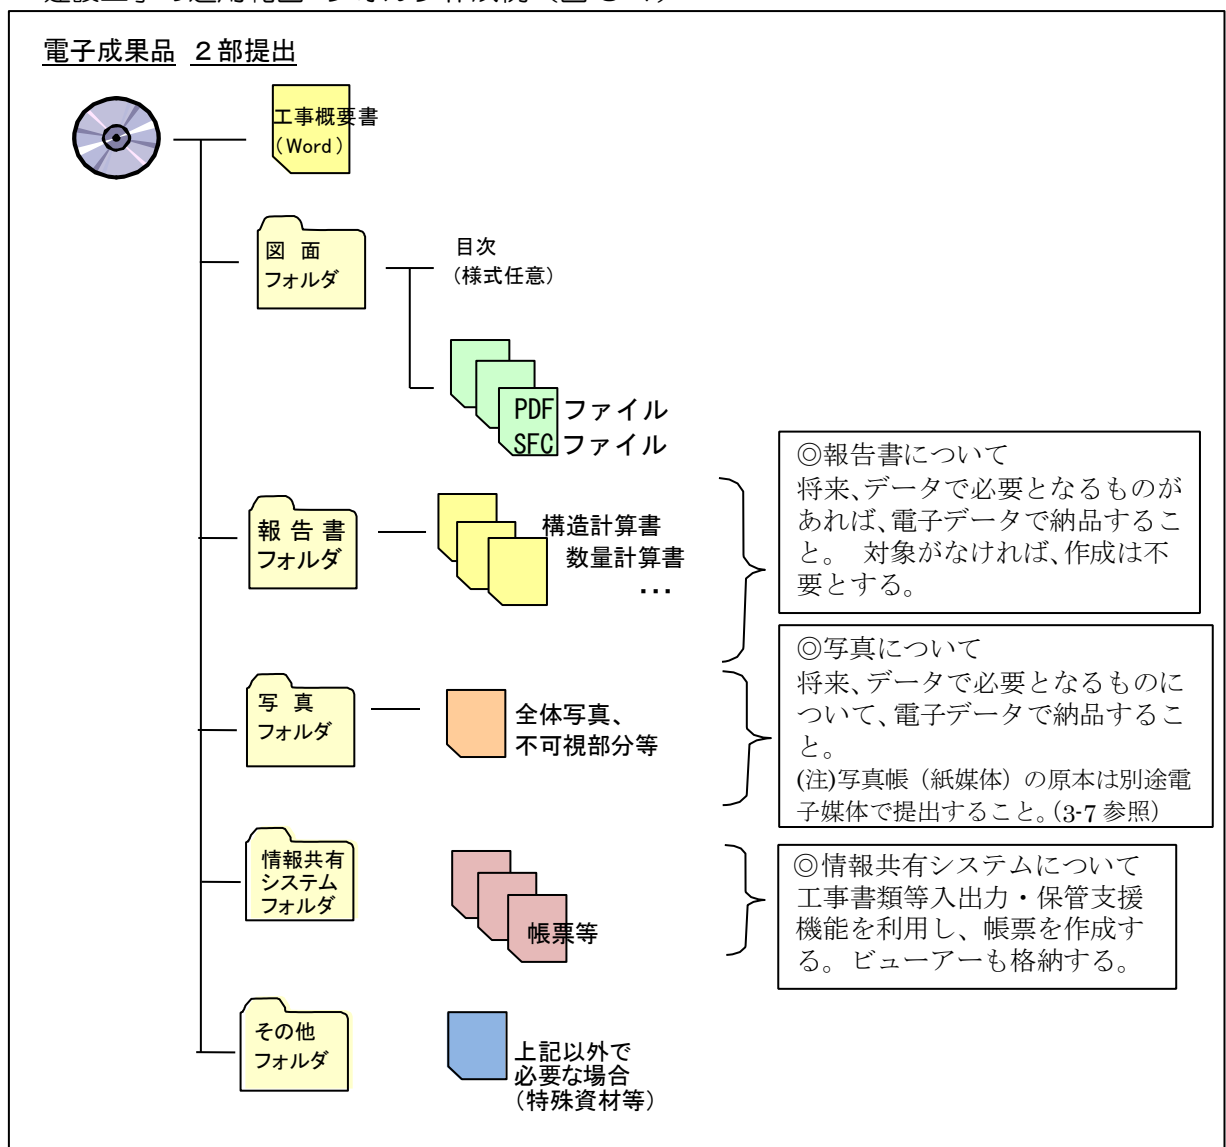 電子成果品 ２部提出
工事概要書
（Word）
図 面
フォルダ
目次
（様式任意）
PDF ファイル
SFC ファイル
報 告 書
フォルダ
構造計算書
数量計算書
…
◎報告書について
将来、データで必要となるものが
あれば、電子データで納品するこ
と。 対象がなければ、作成は不
要とする。
写 真
フォルダ
全体写真、
不可視部分等
◎写真について
将来、データで必要となるものに
ついて、電子データで納品するこ
と。
(注)写真帳（紙媒体）の原本は別途電
子媒体で提出すること。（3-7 参照）
情報共有
システム
フォルダ
帳票等
◎情報共有システムについて
工事書類等入出力・保管支援
機能を利用し、帳票を作成す
る。ビューアーも格納する。
その他
フォルダ
上記以外で
必要な場合
（特殊資材等）